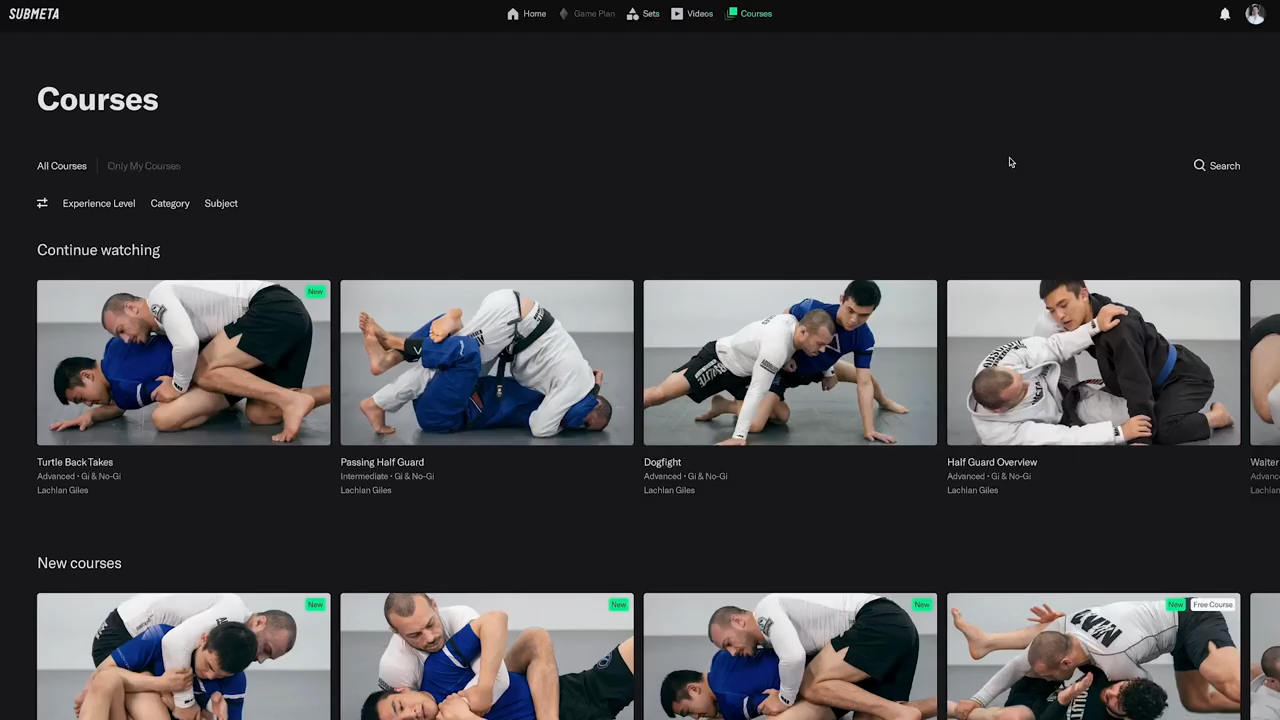 SUBMETA
Home
Game Plan
Sets
Videos
Courses
Courses
All Courses
Only My Courses
Search
Experience Level
Category
Subject
Continue watching
New
Turtle Back Takes
Advanced • Gi & No-Gi
Lachlan Giles
Passing Half Guard
Intermediate • Gi & No-Gi
Lachlan Giles
Dogfight
Advanced • Gi & No-Gi
Lachlan Giles
Half Guard Overview
Advanced • Gi & No-Gi
Lachlan Giles
Waiter
New courses
New
New
New
New
Free Course